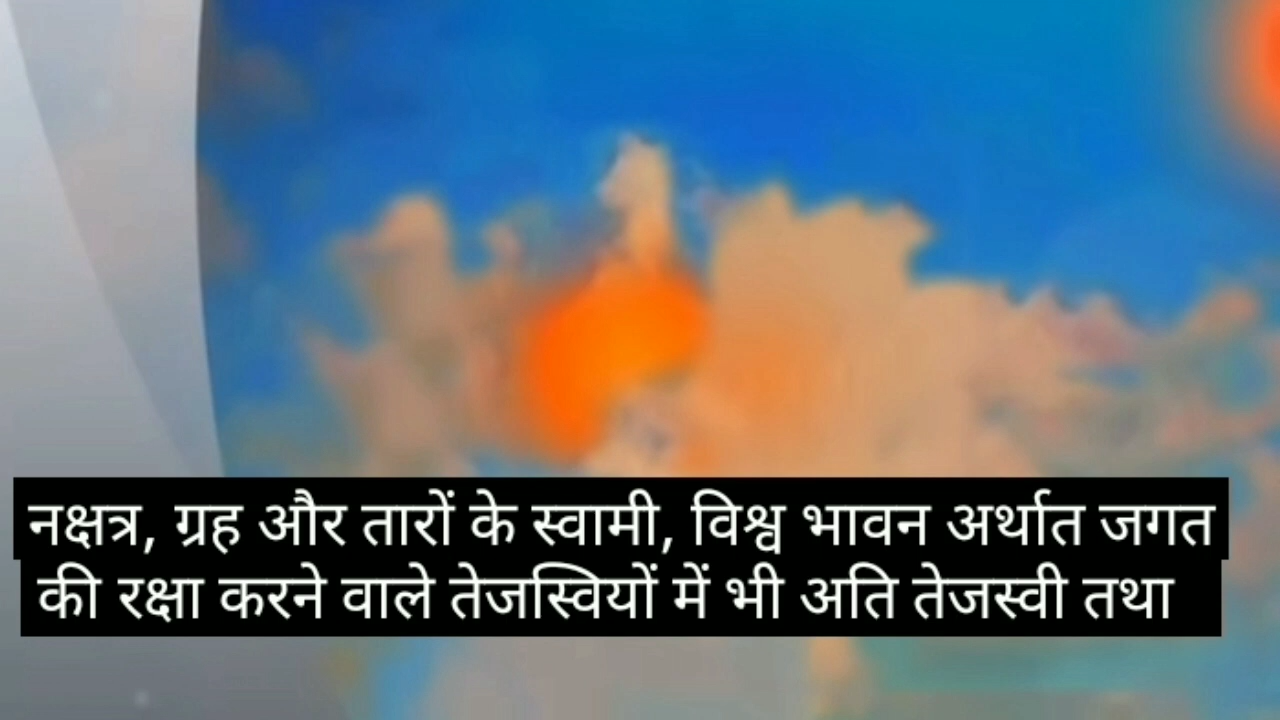 नक्षत्र, ग्रह और तारों के स्वामी, विश्व भावन अर्थात जगत
की रक्षा करने वाले तेजस्वियों में भी अति तेजस्वी तथा